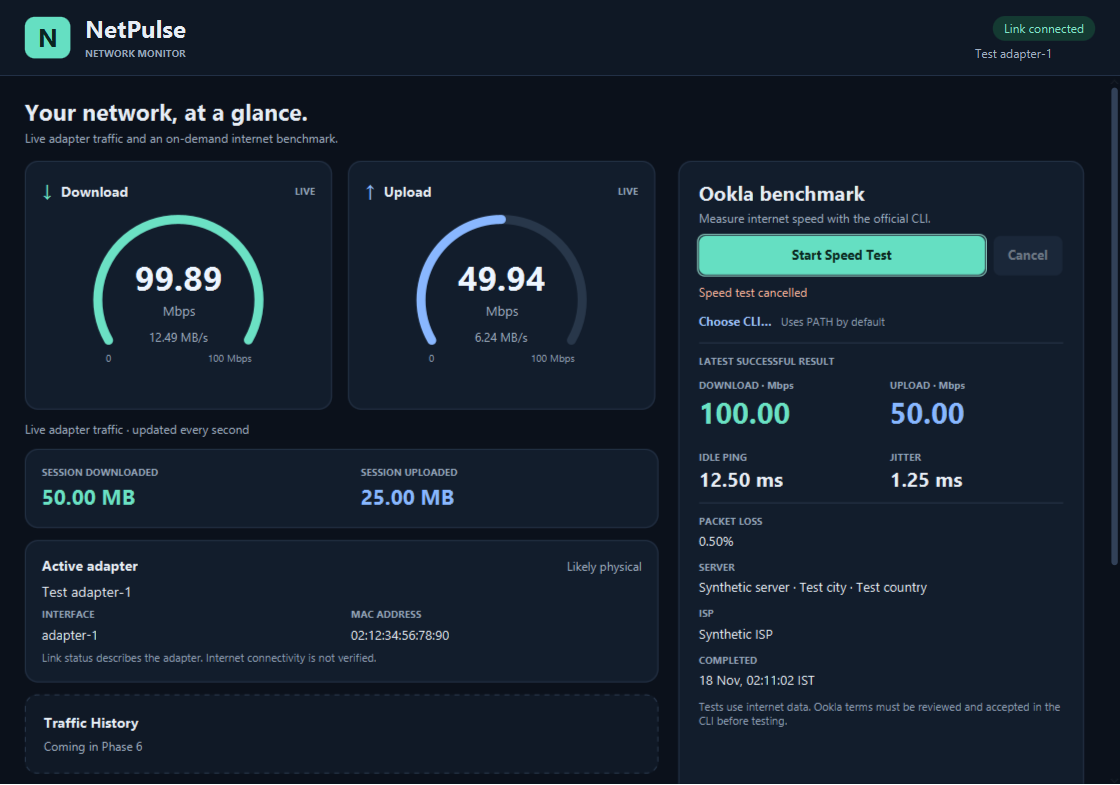 N
NetPulse
NETWORK MONITOR
Link connected
Test adapter-1
Your network, at a glance.
Live adapter traffic and an on-demand internet benchmark.
↓ Download LIVE
99.89
Mbps
12.49 MB/s
0 100 Mbps
↑ Upload LIVE
49.94
Mbps
6.24 MB/s
0 100 Mbps
Live adapter traffic · updated every second
SESSION DOWNLOADED
50.00 MB
SESSION UPLOADED
25.00 MB
Active adapter Likely physical
Test adapter-1
INTERFACE
adapter-1
MAC ADDRESS
02:12:34:56:78:90
Link status describes the adapter. Internet connectivity is not verified.
Traffic History
Coming in Phase 6
Ookla benchmark
Measure internet speed with the official CLI.
Start Speed Test Cancel
Speed test cancelled
Choose CLI... Uses PATH by default
LATEST SUCCESSFUL RESULT
DOWNLOAD · Mbps
100.00
UPLOAD · Mbps
50.00
IDLE PING
12.50 ms
JITTER
1.25 ms
PACKET LOSS
0.50%
SERVER
Synthetic server · Test city · Test country
ISP
Synthetic ISP
COMPLETED
18 Nov, 02:11:02 IST
Tests use internet data. Ookla terms must be reviewed and accepted in the
CLI before testing.